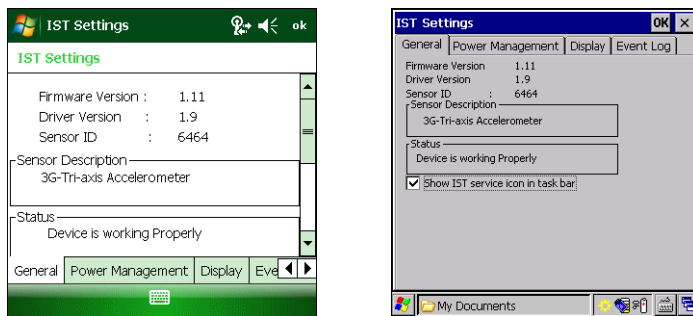 IST Settings ok
IST Settings
Firmware Version : 1.11
Driver Version : 1.9
Sensor ID : 6464
Sensor Description
3G-Tri-axis Accelerometer
Status
Device is working Properly
General Power Management Display Eve
IST Settings OK
General Power Management Display Event Log
Firmware Version 1.11
Driver Version 1.9
Sensor ID : 6464
Sensor Description
3G-Tri-axis Accelerometer
Status
Device is working Properly
Show IST service icon in task bar
My Documents